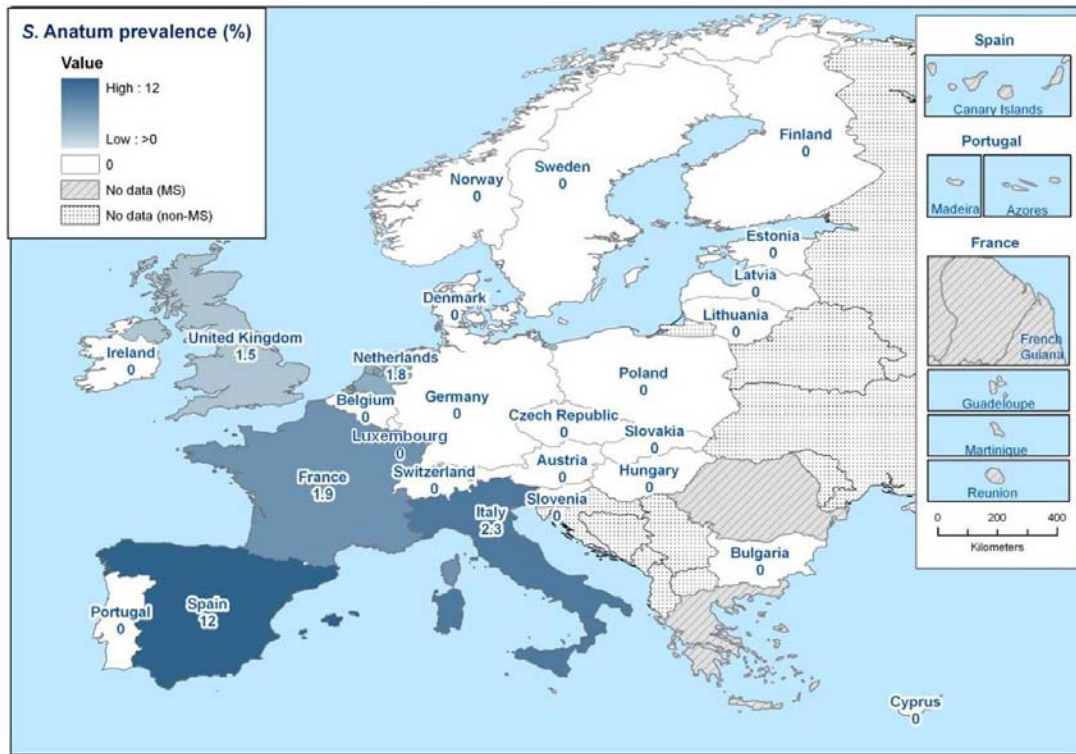 S. Anatum prevalence (%)
Value
High : 12
Low : >0
0
No data (MS)
No data (non-MS)
Norway
0
Sweden
0
Finland
0
Estonia
0
Latvia
0
Lithuania
0
Denmark
0
United Kingdom
1.5
Ireland
0
Netherlands
1.8
Belgium
0
Germany
0
Poland
0
Czech Republic
0
Slovakia
0
Luxembourg
0
Austria
0
Hungary
0
Switzerland
0
Slovenia
0
France
1.9
Italy
2.3
Bulgaria
0
Portugal
0
Spain
12
Cyprus
0
Spain
Canary Islands
Portugal
Madeira
Azores
France
French
Guiana
Guadeloupe
Martinique
Reunion
0 200 400
Kilometers